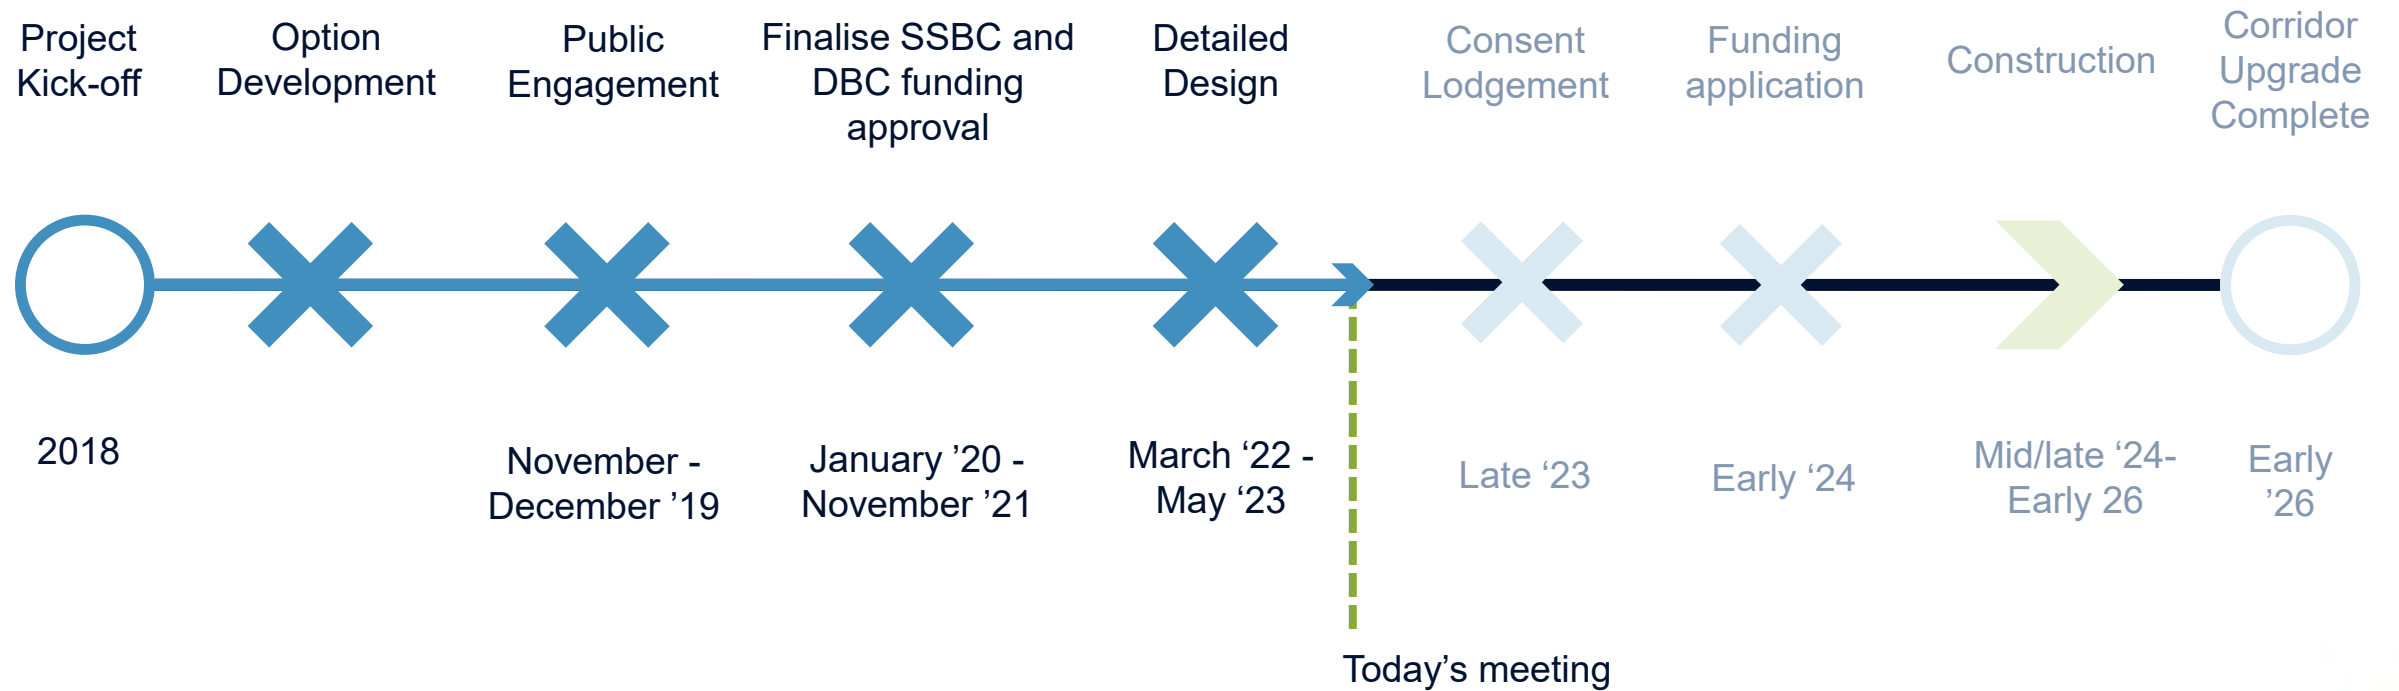 Project
Kick-off
Option
Development
Public
Engagement
Finalise SSBC and
DBC funding
approval
Detailed
Design
Consent
Lodgement
Funding
application
Construction
Corridor
Upgrade
Complete
2018
November -
December ’19
January ’20 -
November ’21
March ‘22 -
May ‘23
Late ‘23
Early ‘24
Mid/late ‘24-
Early 26
Early
’26
Today’s meeting